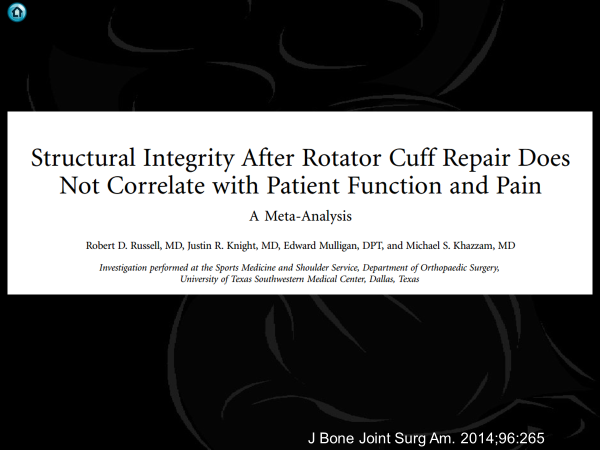 Structural Integrity After Rotator Cuff Repair Does
Not Correlate with Patient Function and Pain
A Meta-Analysis
Robert D. Russell, MD, Justin R. Knight, MD, Edward Mulligan, DPT, and Michael S. Khazzam, MD
Investigation performed at the Sports Medicine and Shoulder Service, Department of Orthopaedic Surgery,
University of Texas Southwestern Medical Center, Dallas, Texas
J Bone Joint Surg Am. 2014;96:265